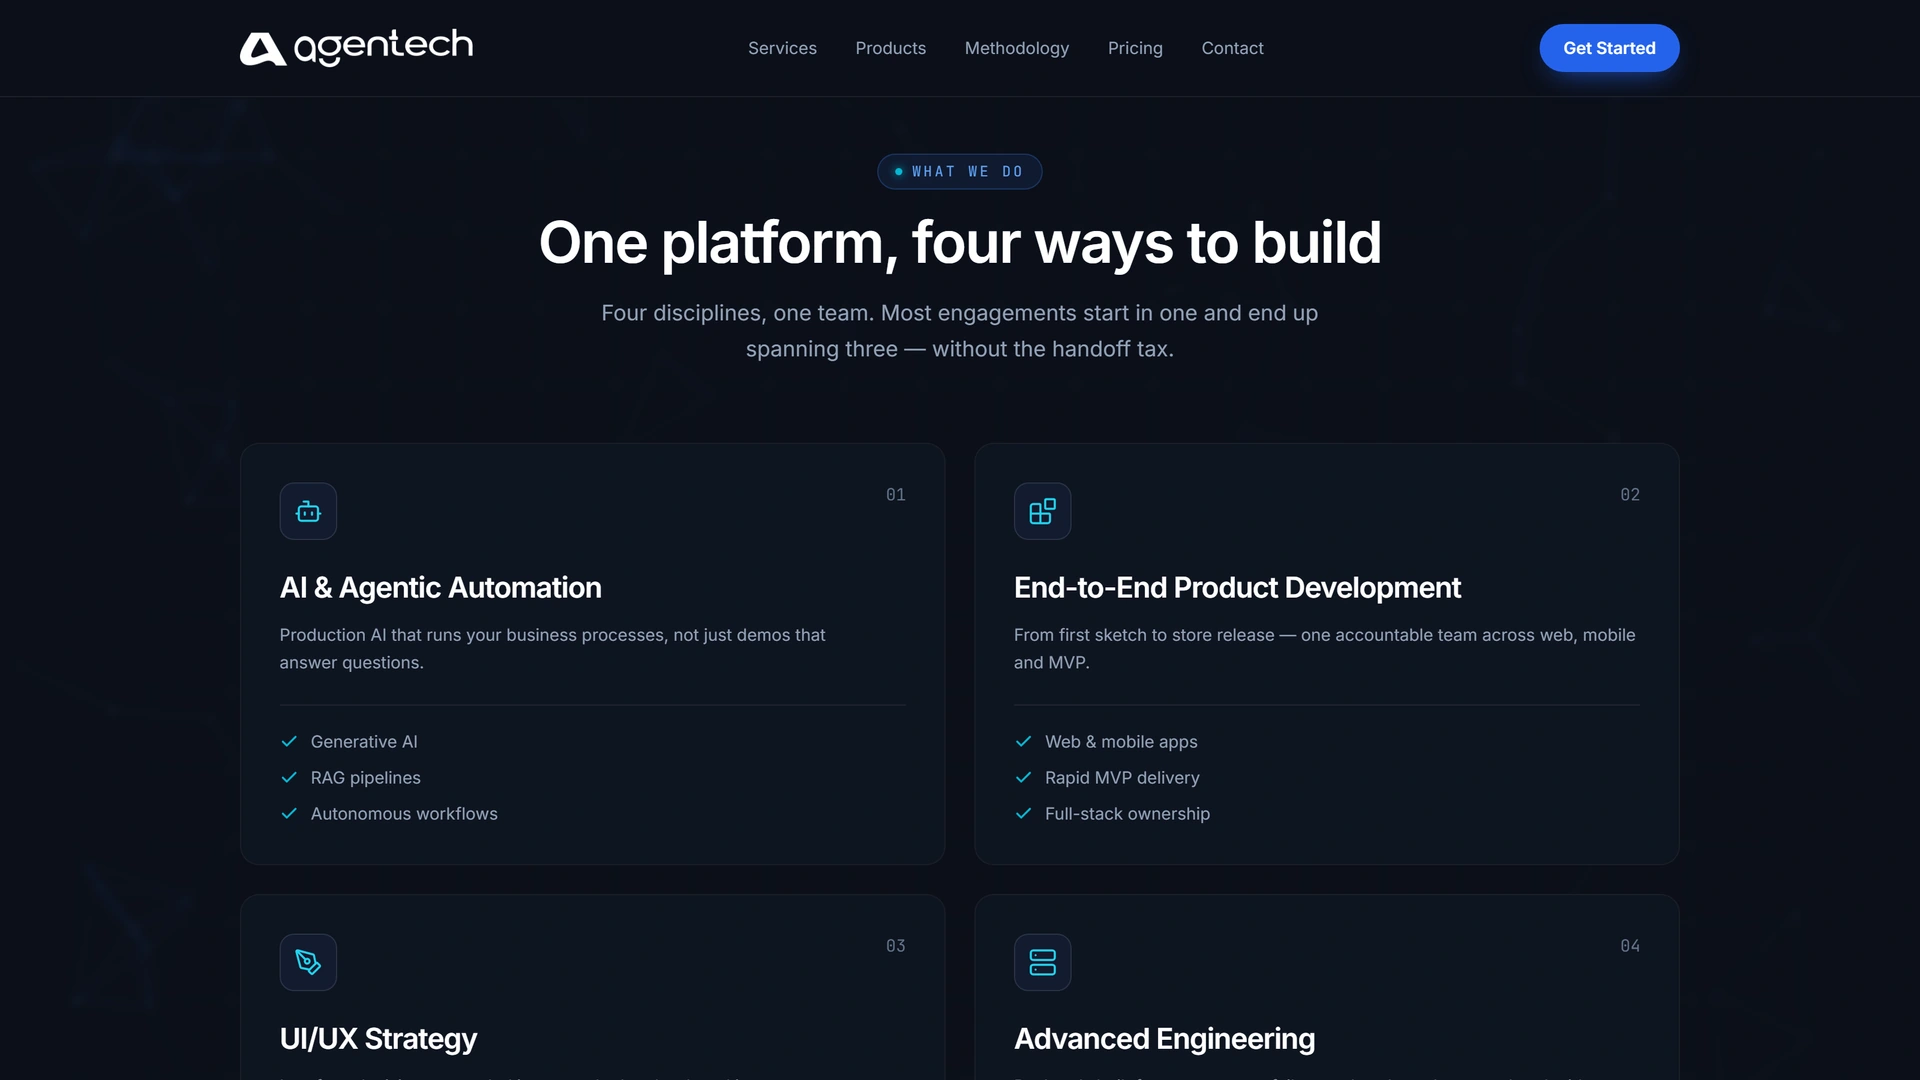 agentech
Services
Products
Methodology
Pricing
Contact
Get Started
WHAT WE DO
One platform, four ways to build
Four disciplines, one team. Most engagements start in one and end up
spanning three — without the handoff tax.
01
AI & Agentic Automation
Production AI that runs your business processes, not just demos that
answer questions.
Generative AI
RAG pipelines
Autonomous workflows
02
End-to-End Product Development
From first sketch to store release — one accountable team across web, mobile
and MVP.
Web & mobile apps
Rapid MVP delivery
Full-stack ownership
03
UI/UX Strategy
04
Advanced Engineering